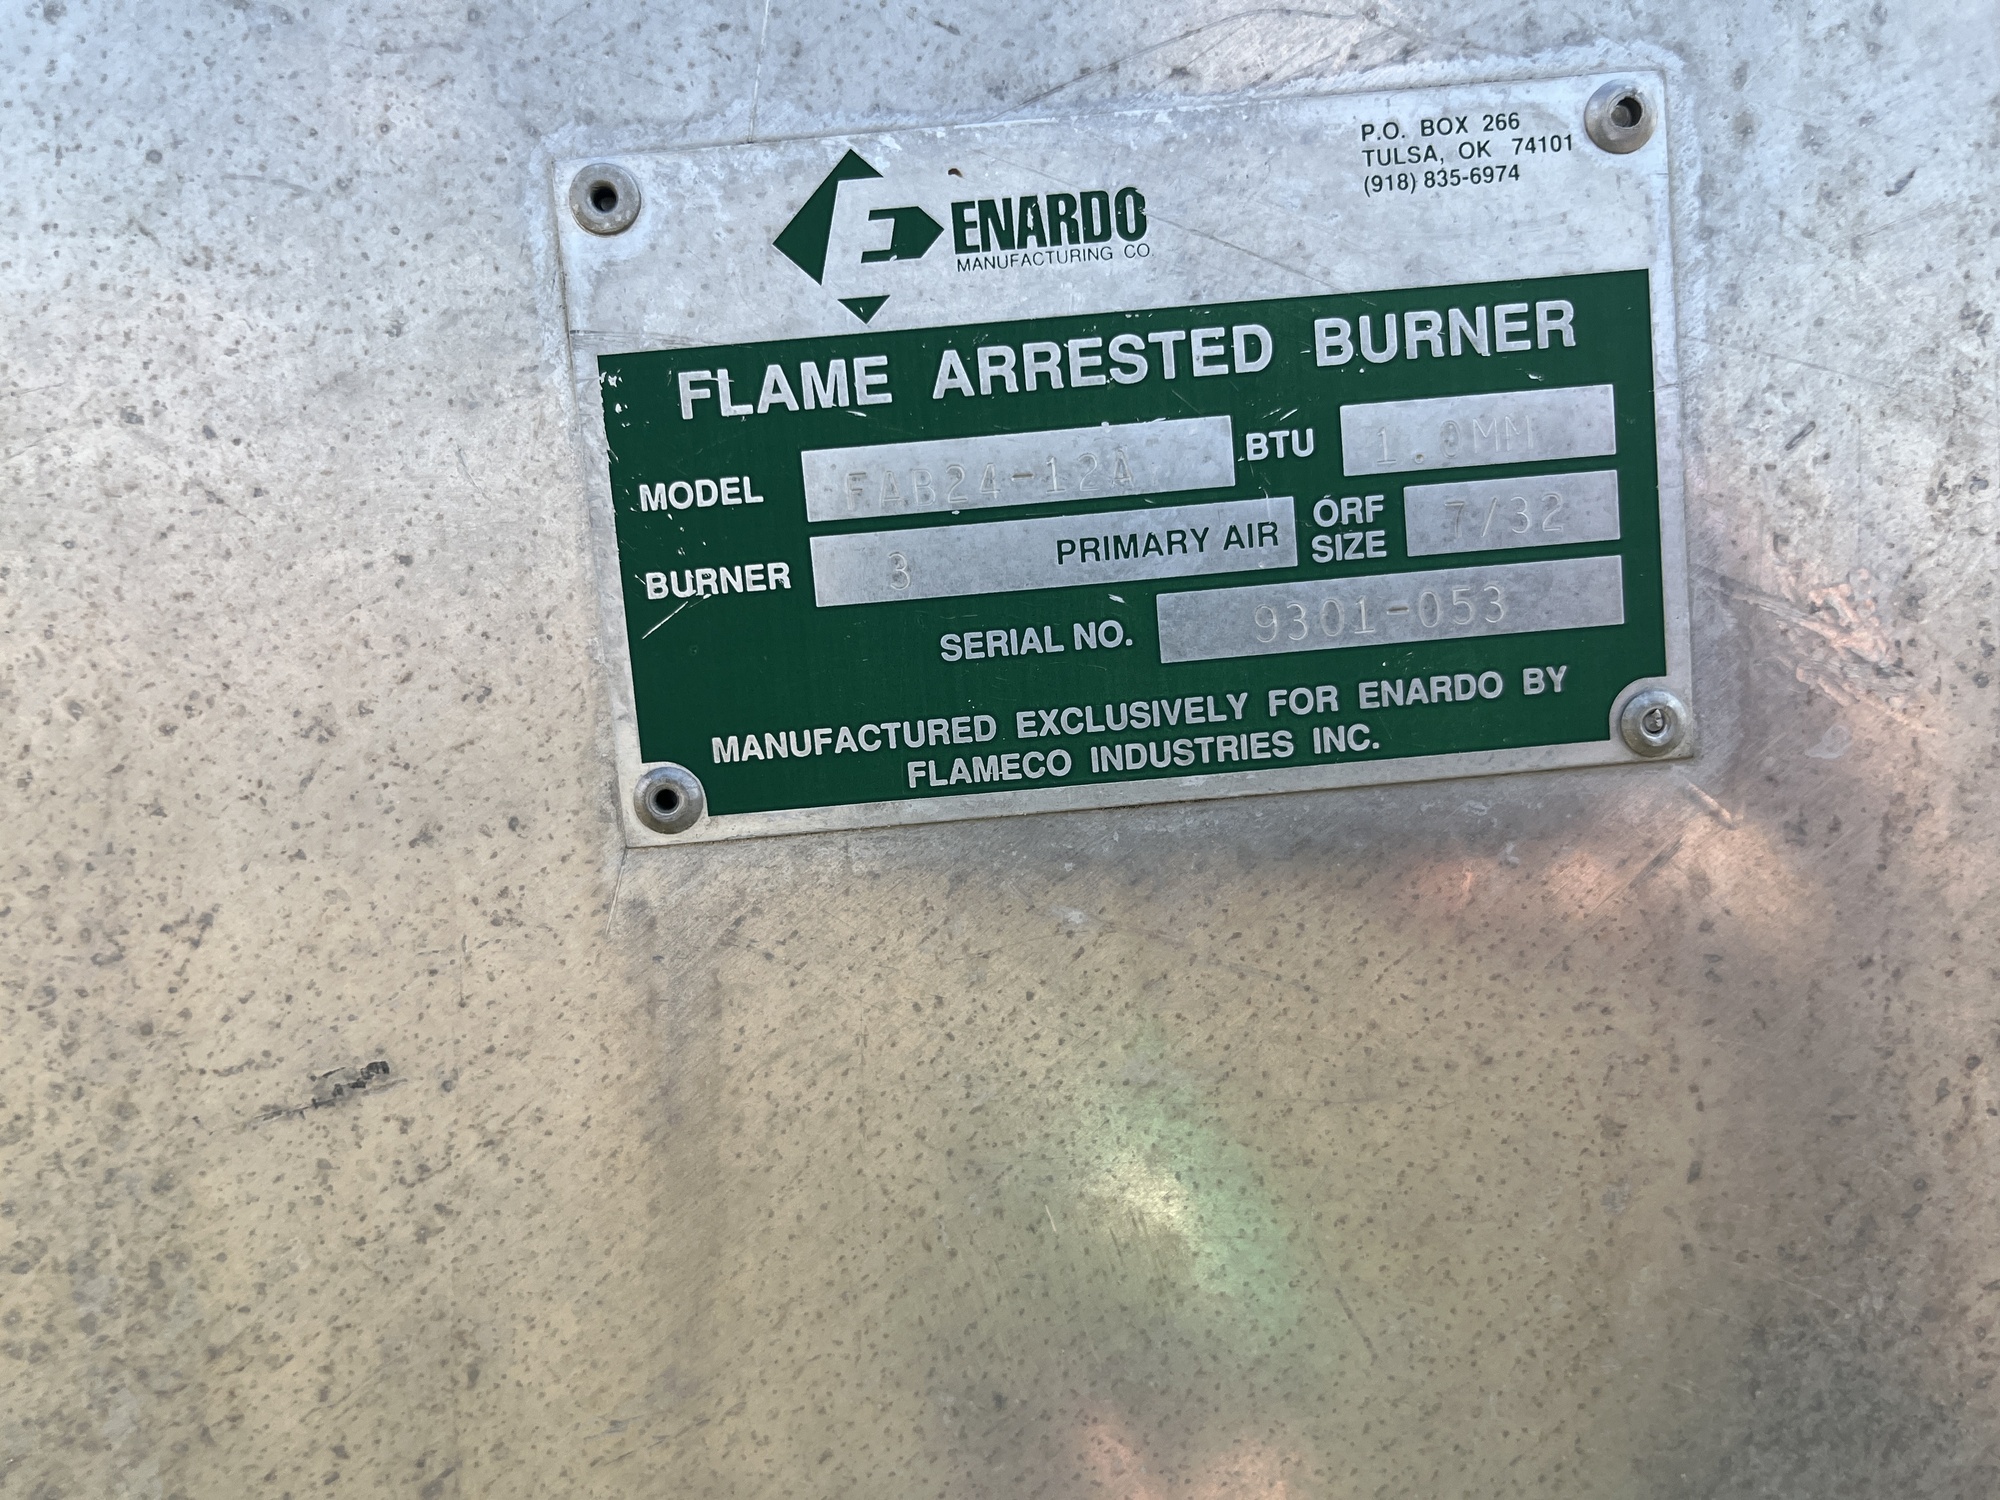 P.O. BOX 266
TULSA, OK 74101
(918) 835-6974
ENARDO
MANUFACTURING CO.
FLAME ARRESTED BURNER
MODEL FAB24-12A BTU 1.0MM
BURNER 3 PRIMARY AIR ORF SIZE 7/32
SERIAL NO. 9301-053
MANUFACTURED EXCLUSIVELY FOR ENARDO BY
FLAMECO INDUSTRIES INC.